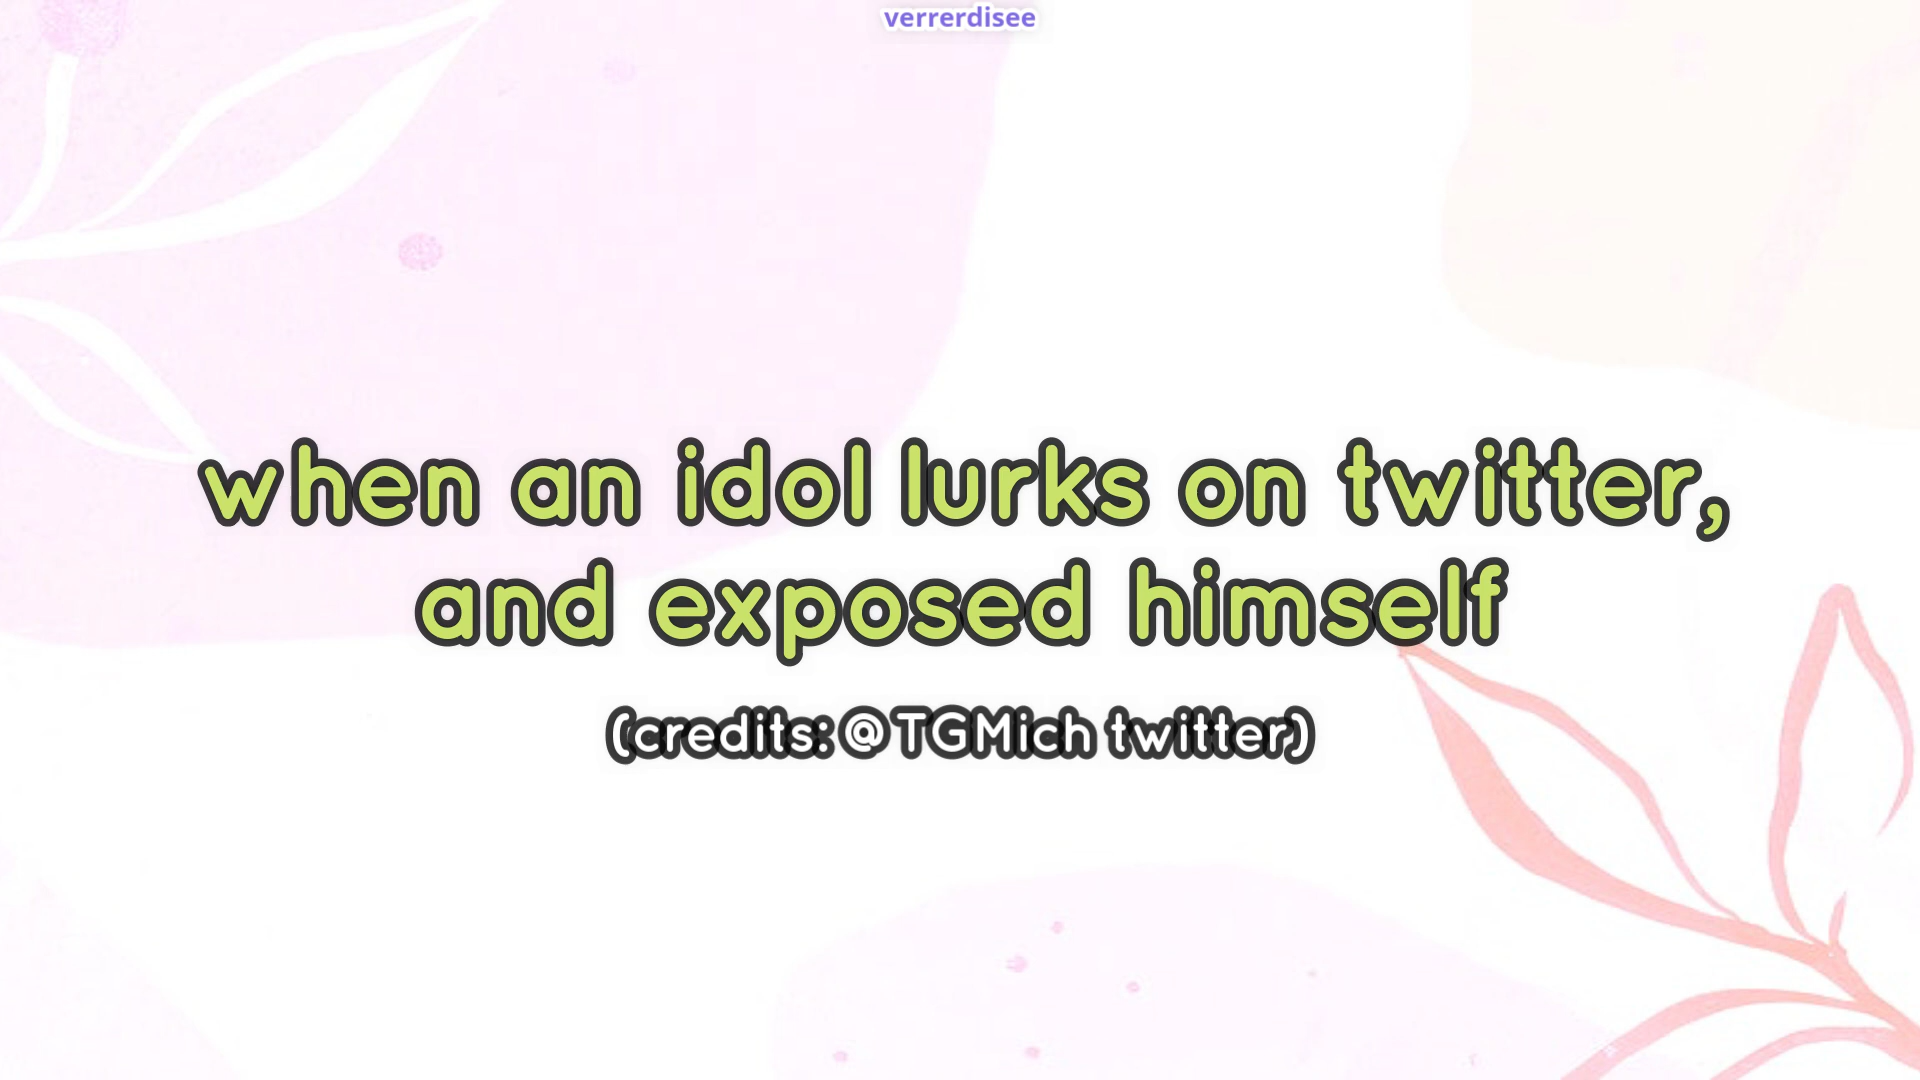 verrerdisee
when an idol lurks on twitter,
and exposed himself
(credits: @TGMich twitter)